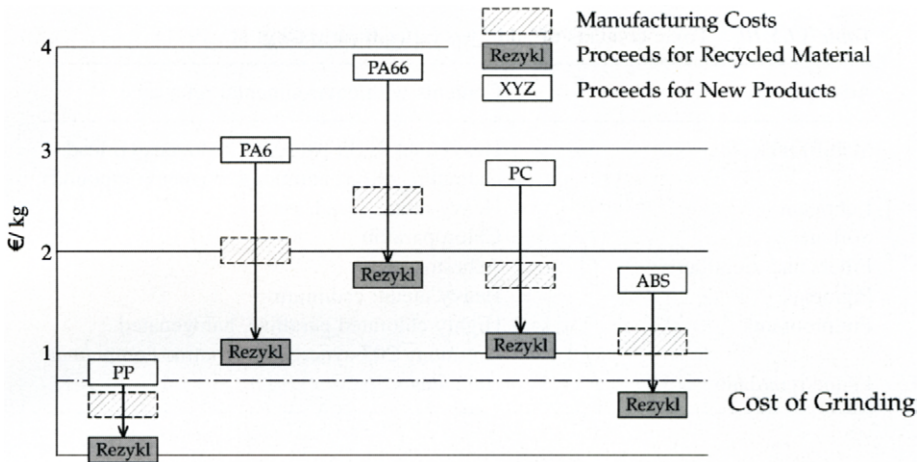 Manufacturing Costs
Rezykl Proceeds for Recycled Material
XYZ Proceeds for New Products
€/ kg
4
3
2
1
PA66
PA6
PC
Rezykl
ABS
Rezykl
Rezykl
PP
Rezykl
Cost of Grinding
Rezykl